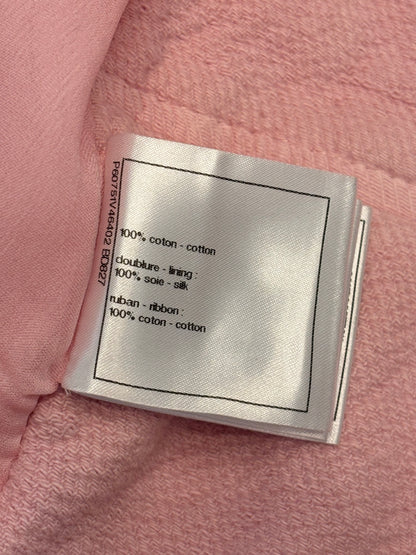 P60751V46402 BD827
100% coton - cotton
doublure - lining :
100% soie - silk
ruban - ribbon :
100% coton - cotton